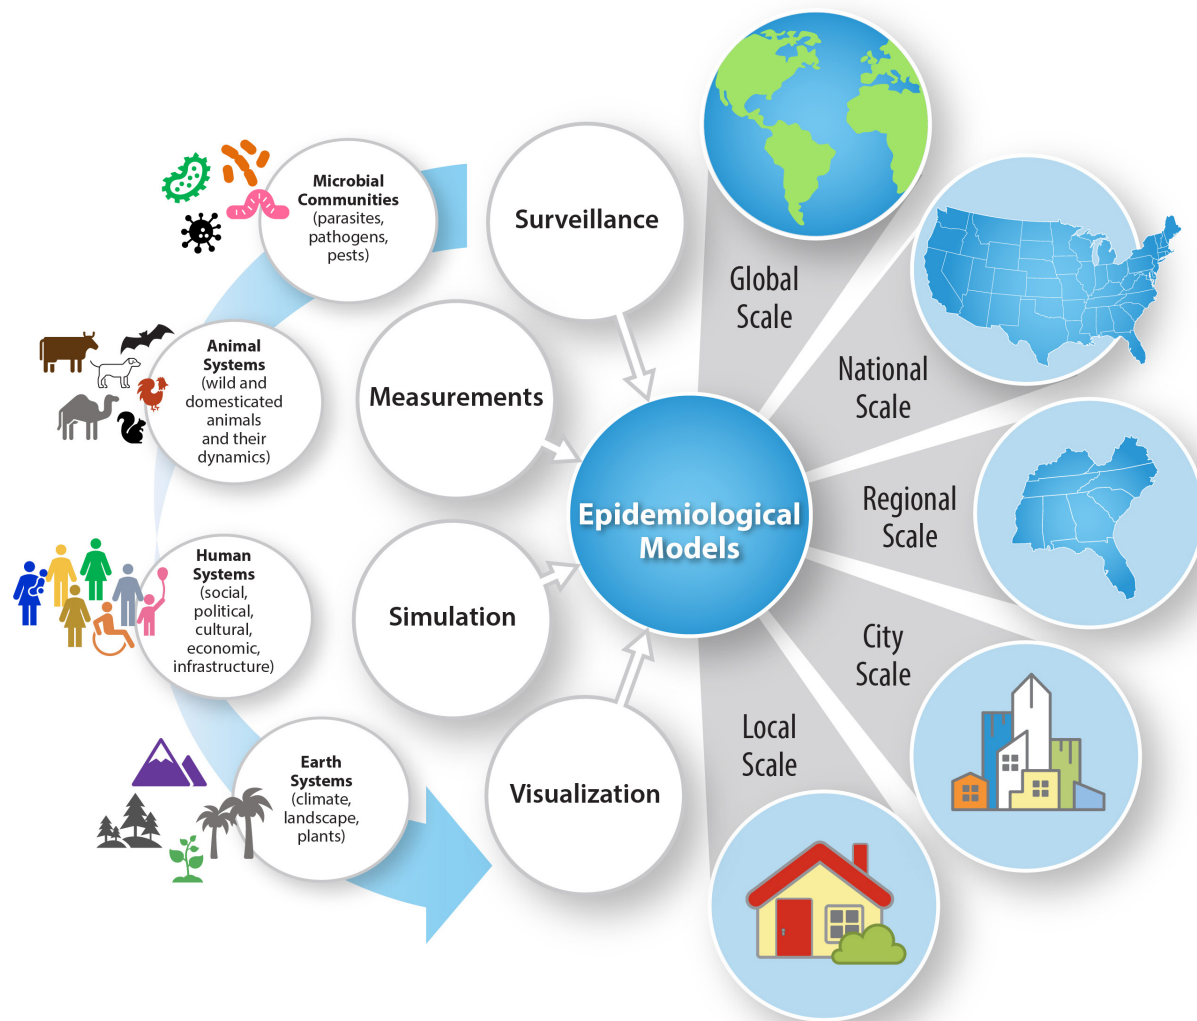 Microbial
Communities
(parasites,
pathogens,
pests)
Animal
Systems
(wild and
domesticated
animals
and their
dynamics)
Human
Systems
(social,
political,
cultural,
economic,
infrastructure)
Earth
Systems
(climate,
landscape,
plants)
Surveillance
Measurements
Simulation
Visualization
Epidemiological
Models
Global
Scale
National
Scale
Regional
Scale
City
Scale
Local
Scale